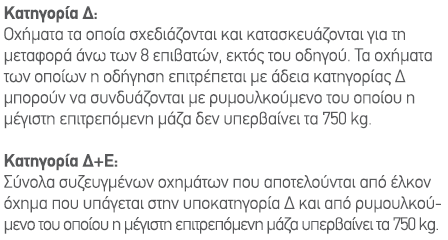 Κατηγορία Δ:
Οχήματα τα οποία σχεδιάζονται και κατασκευάζονται για τη
μεταφορά άνω των 8 επιβατών, εκτός του οδηγού. Τα οχήματα
των οποίων η οδήγηση επιτρέπεται με άδεια κατηγορίας Δ
μπορούν να συνδυάζονται με ρυμουλκούμενο του οποίου η
μέγιστη επιτρεπόμενη μάζα δεν υπερβαίνει τα 750 kg.

Κατηγορία Δ+Ε:
Σύνολα συζευγμένων οχημάτων που αποτελούνται από έλκον
όχημα που υπάγεται στην υποκατηγορία Δ και από ρυμουλκού-
μενο του οποίου η μέγιστη επιτρεπόμενη μάζα υπερβαίνει τα 750 kg.